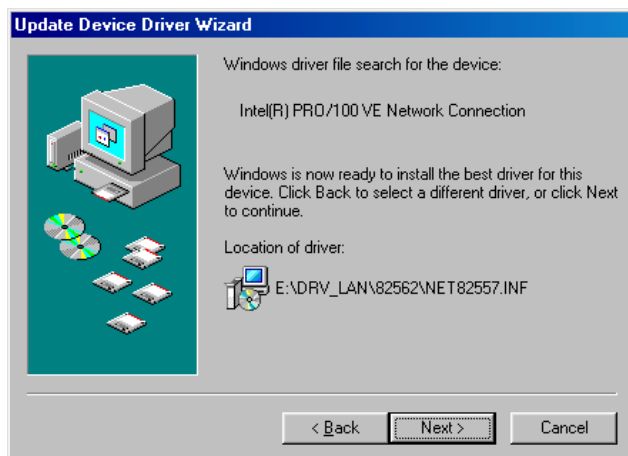 Update Device Driver Wizard
Windows driver file search for the device:
Intel(R) PRO/100 VE Network Connection
Windows is now ready to install the best driver for this
device. Click Back to select a different driver, or click Next
to continue.
Location of driver:
E:\DRV_LAN\82562\NET82557.INF
< Back
Next >
Cancel